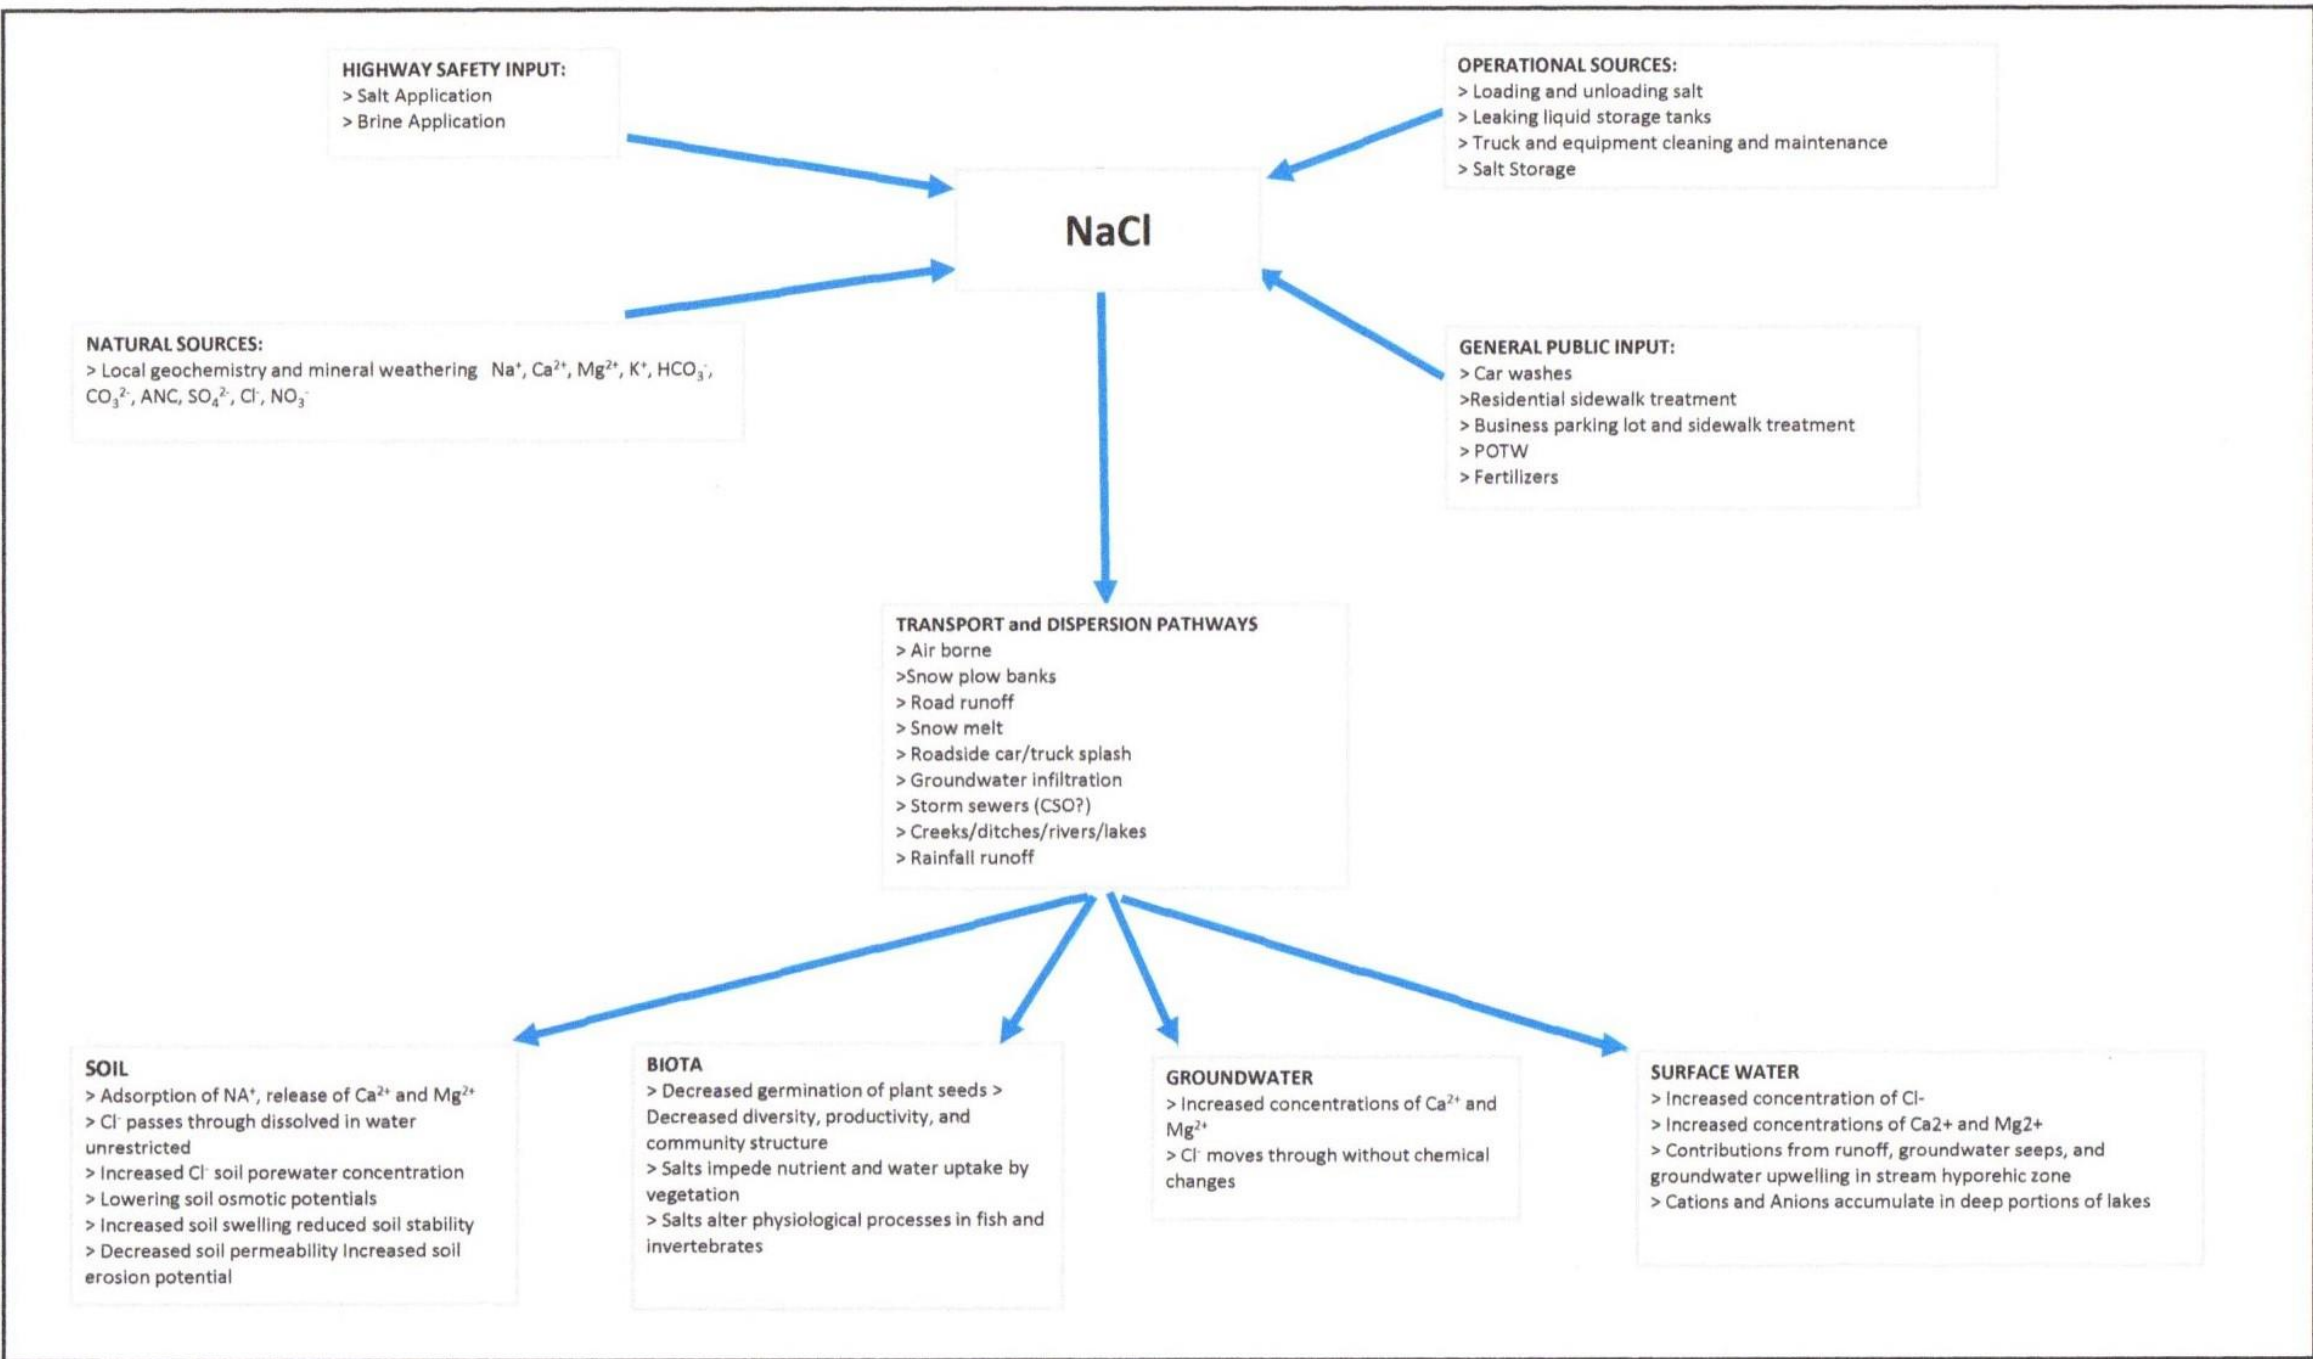 HIGHWAY SAFETY INPUT:
> Salt Application
> Brine Application
OPERATIONAL SOURCES:
> Loading and unloading salt
> Leaking liquid storage tanks
> Truck and equipment cleaning and maintenance
> Salt Storage
NaCl
NATURAL SOURCES:
> Local geochemistry and mineral weathering  Na⁺, Ca²⁺, Mg²⁺, K⁺, HCO₃⁻,
CO₃²⁻, ANC, SO₄²⁻, Cl⁻, NO₃⁻
GENERAL PUBLIC INPUT:
> Car washes
>Residential sidewalk treatment
> Business parking lot and sidewalk treatment
> POTW
> Fertilizers
TRANSPORT and DISPERSION PATHWAYS
> Air borne
>Snow plow banks
> Road runoff
> Snow melt
> Roadside car/truck splash
> Groundwater infiltration
> Storm sewers (CSO?)
> Creeks/ditches/rivers/lakes
> Rainfall runoff
SOIL
> Adsorption of NA⁺, release of Ca²⁺ and Mg²⁺
> Cl⁻ passes through dissolved in water
unrestricted
> Increased Cl⁻ soil porewater concentration
> Lowering soil osmotic potentials
> Increased soil swelling reduced soil stability
> Decreased soil permeability Increased soil
erosion potential
BIOTA
> Decreased germination of plant seeds >
Decreased diversity, productivity, and
community structure
> Salts impede nutrient and water uptake by
vegetation
> Salts alter physiological processes in fish and
invertebrates
GROUNDWATER
> Increased concentrations of Ca²⁺ and
Mg²⁺
> Cl⁻ moves through without chemical
changes
SURFACE WATER
> Increased concentration of Cl-
> Increased concentrations of Ca2+ and Mg2+
> Contributions from runoff, groundwater seeps, and
groundwater upwelling in stream hyporehic zone
> Cations and Anions accumulate in deep portions of lakes